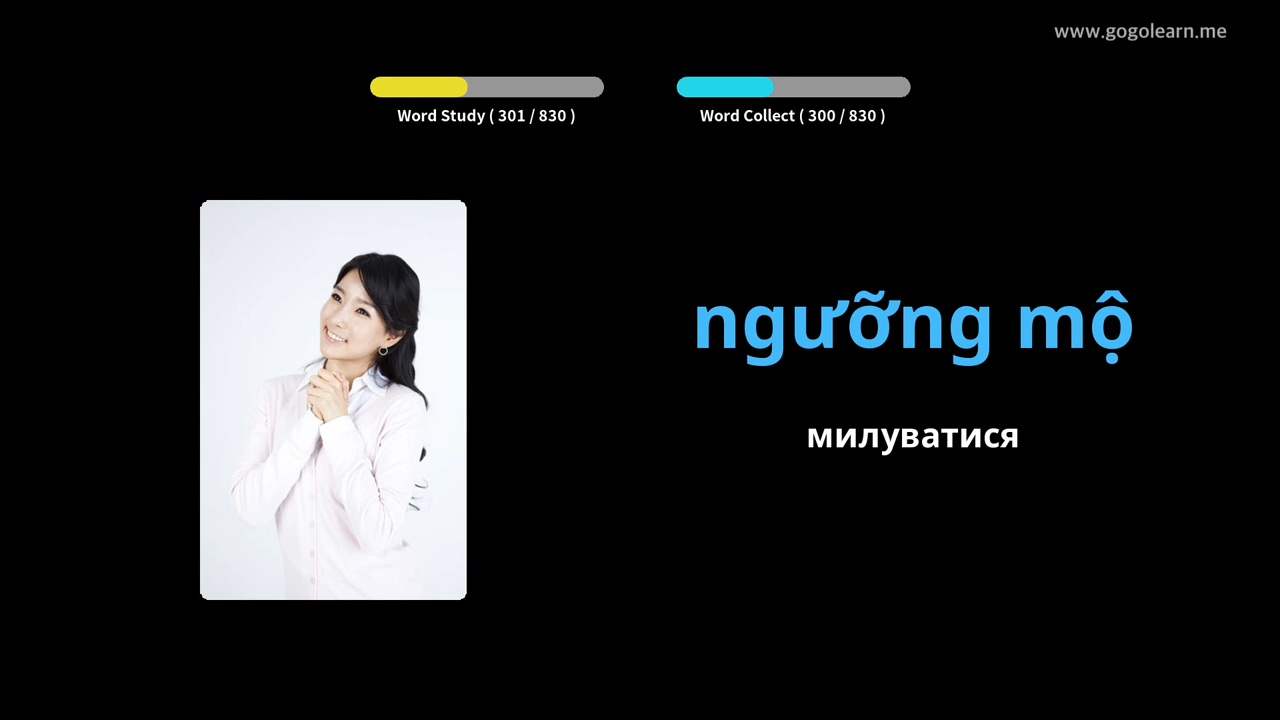 www.gogolearn.me
Word Study ( 301 / 830 )
Word Collect ( 300 / 830 )
ngưỡng mộ
милуватися